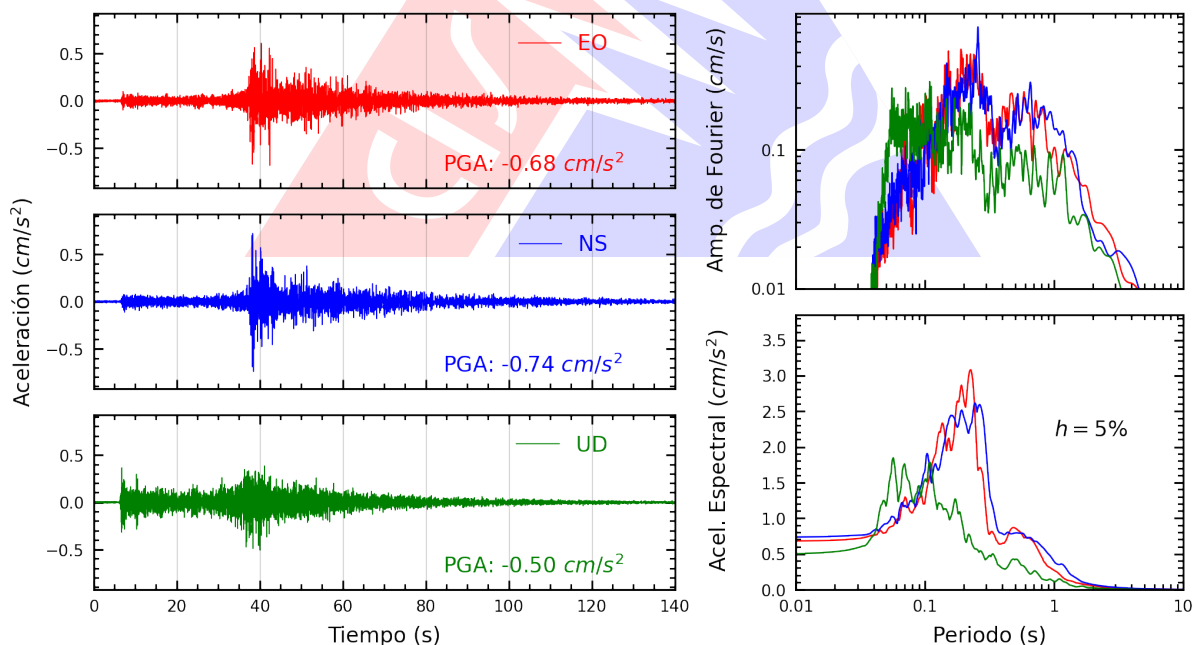 Aceleración (cm/s²)
0.5
0.0
−0.5
EO
PGA: -0.68 cm/s²
0.5
0.0
−0.5
NS
PGA: -0.74 cm/s²
0.5
0.0
−0.5
UD
PGA: -0.50 cm/s²
0 20 40 60 80 100 120 140
Tiempo (s)
Amp. de Fourier (cm/s)
0.1
0.01
Acel. Espectral (cm/s²)
3.5
3.0
2.5
2.0
1.5
1.0
0.5
0.0
h = 5%
0.01 0.1 1 10
Periodo (s)